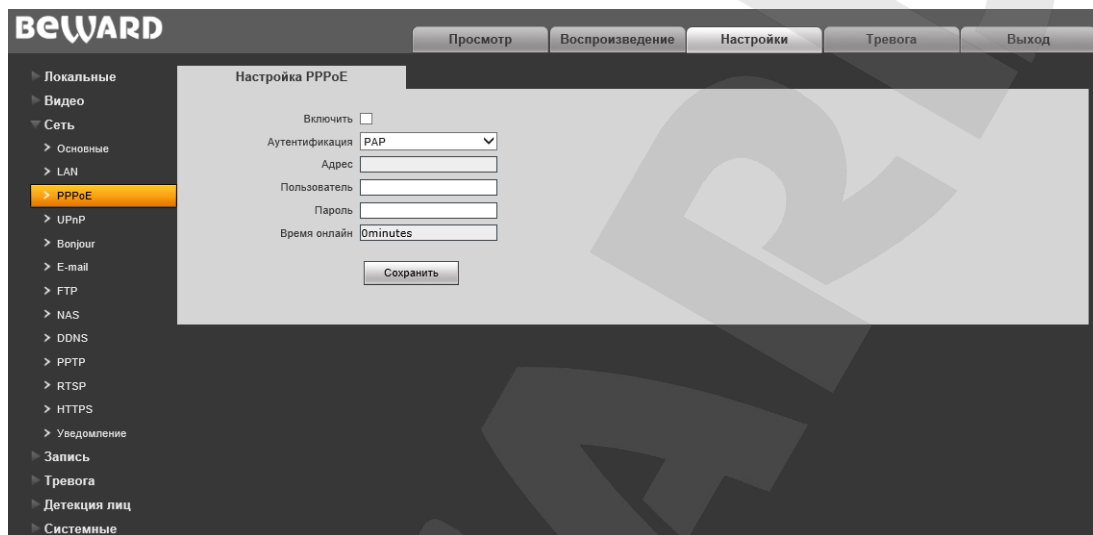 BEWARD
Просмотр Воспроизведение Настройки Тревога Выход
Локальные
Видео
Сеть
Основные
LAN
PPPoE
UPnP
Bonjour
E-mail
FTP
NAS
DDNS
PPTP
RTSP
HTTPS
Уведомление
Запись
Тревога
Детекция лиц
Системные
Настройка PPPoE
Включить
Аутентификация PAP
Адрес
Пользователь
Пароль
Время онлайн 0minutes
Сохранить